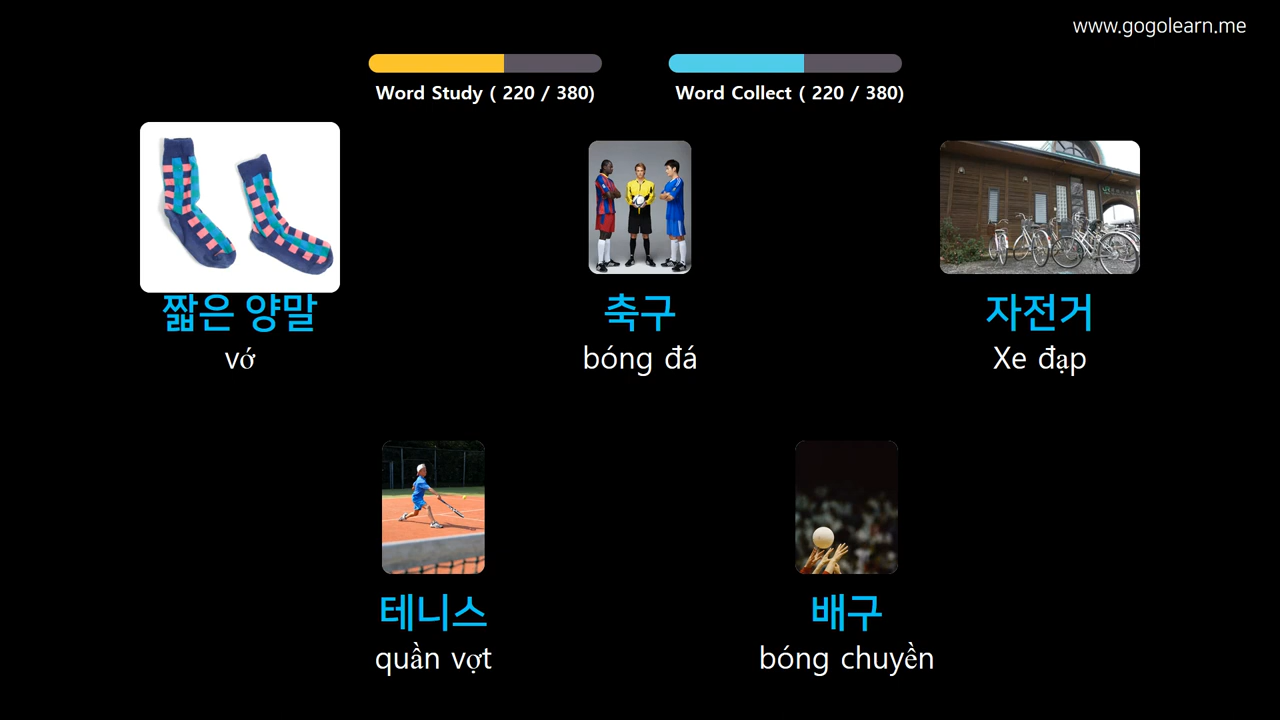 www.gogolearn.me
Word Study ( 220 / 380)
Word Collect ( 220 / 380)
짧은 양말
vớ
축구
bóng đá
자전거
Xe đạp
테니스
quần vợt
배구
bóng chuyền